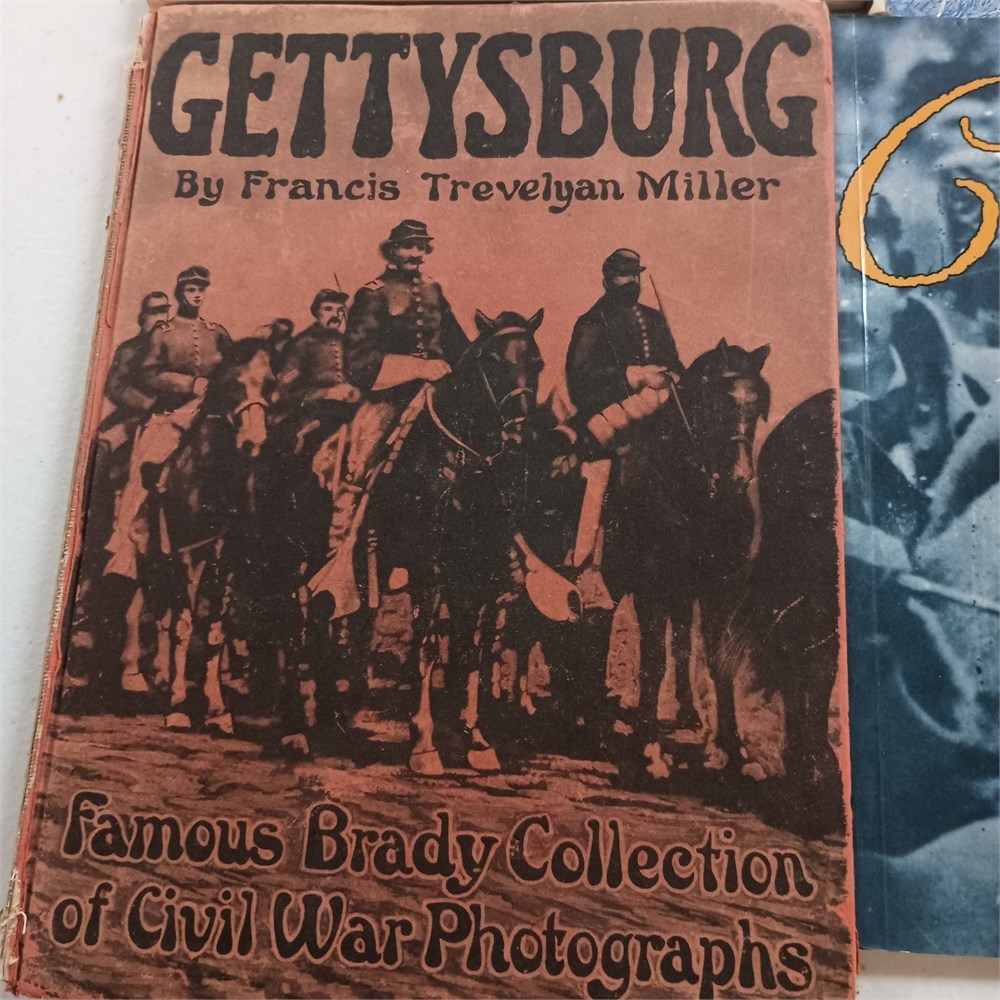 GETTYSBURG
By Francis Trevelyan Miller
Famous Brady Collection
of Civil War Photographs